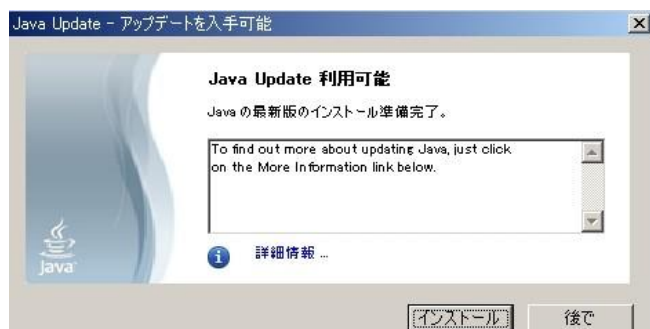 Java Update - アップデートを入手可能
Java Update 利用可能
Java の最新版のインストール準備完了。
To find out more about updating Java, just click
on the More Information link below.
詳細情報 ...
Java
インストール
後で